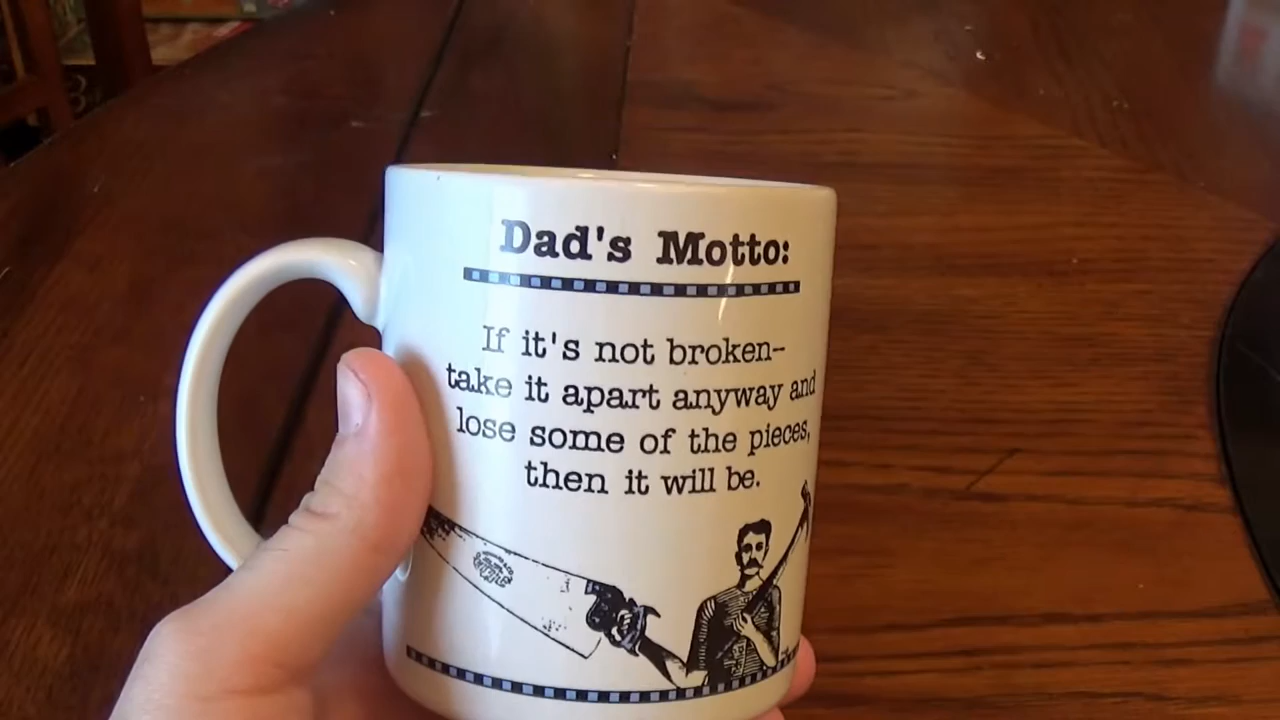 Dad's Motto:
If it's not broken--
take it apart anyway and
lose some of the pieces,
then it will be.